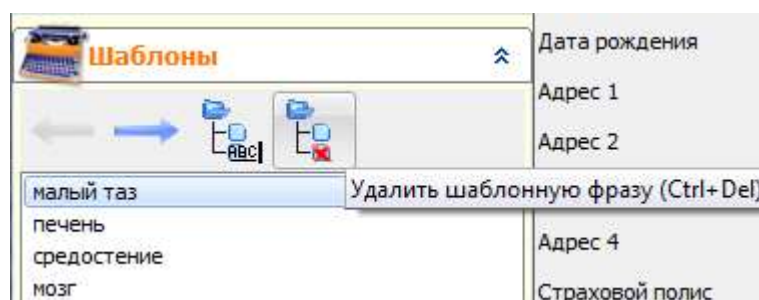 Шаблоны
ABC
малый таз
печень
средостение
мозг
Удалить шаблонную фразу (Ctrl+Del)
Дата рождения
Адрес 1
Адрес 2
Адрес 4
Страховой полис